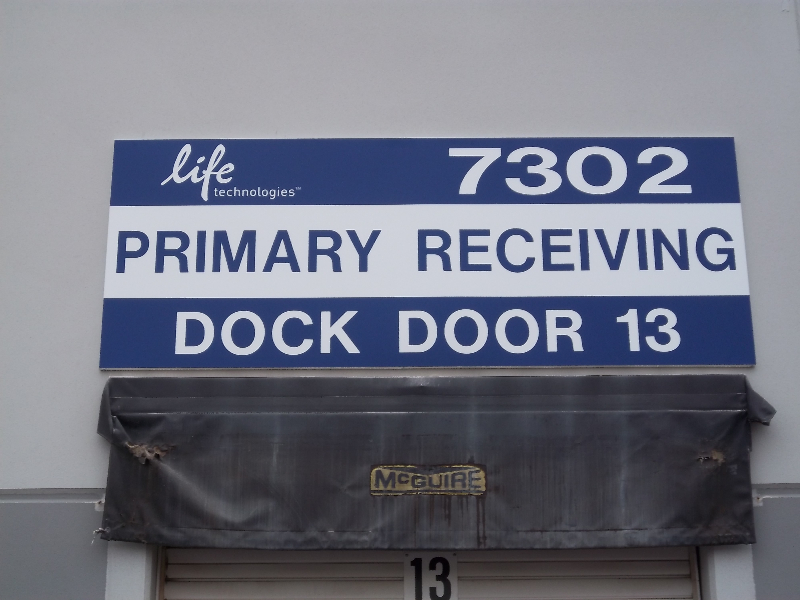 life 7302
technologies™
PRIMARY RECEIVING
DOCK DOOR 13
McGUIRE
13